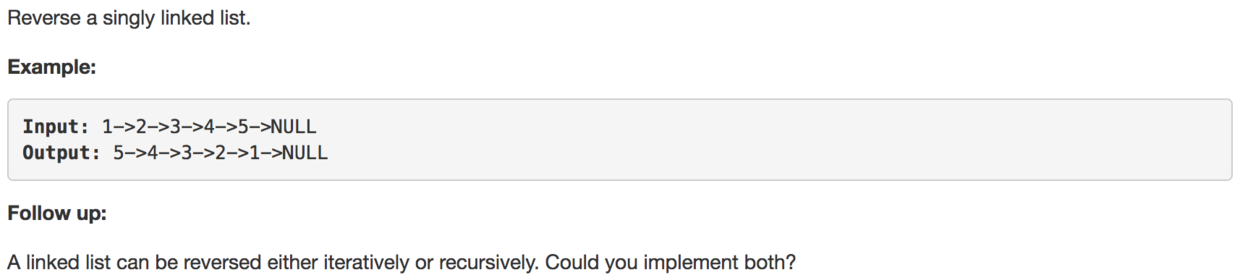 Reverse a singly linked list.
Example:
Input: 1->2->3->4->5->NULL
Output: 5->4->3->2->1->NULL
Follow up:
A linked list can be reversed either iteratively or recursively. Could you implement both?